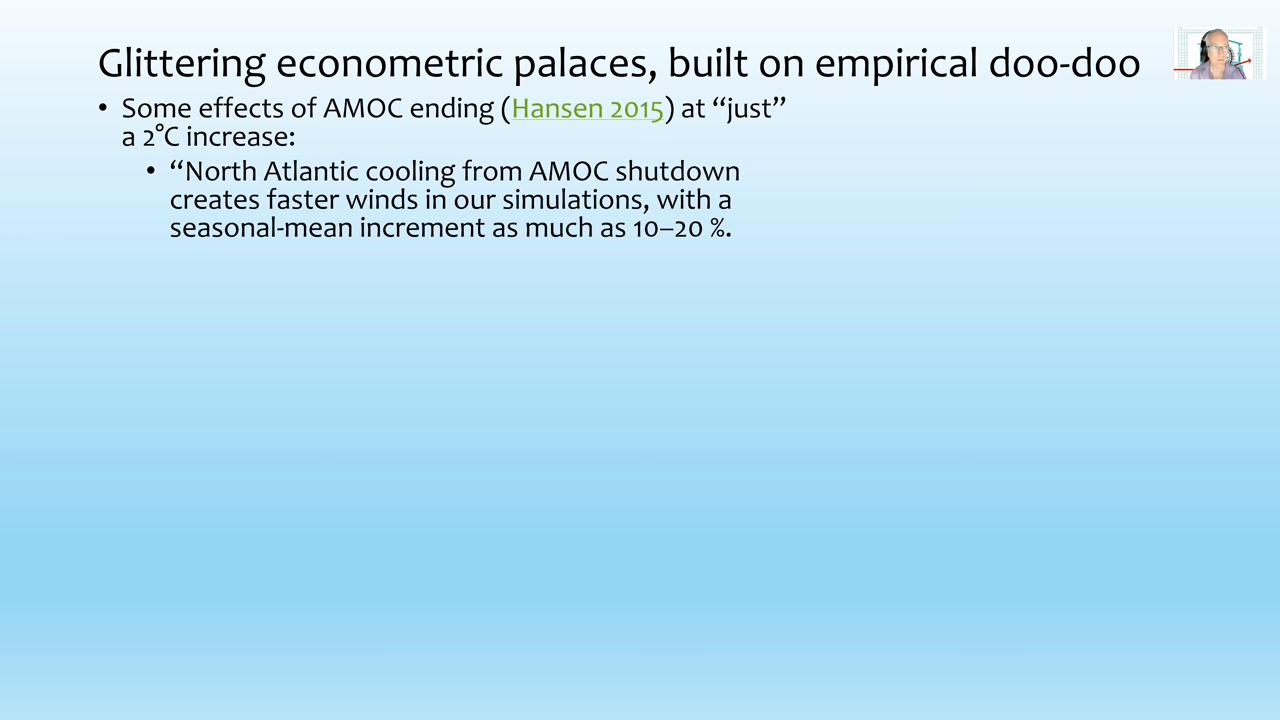 Glittering econometric palaces, built on empirical doo-doo
• Some effects of AMOC ending (Hansen 2015) at “just”
a 2°C increase:
• “North Atlantic cooling from AMOC shutdown
creates faster winds in our simulations, with a
seasonal-mean increment as much as 10–20 %.